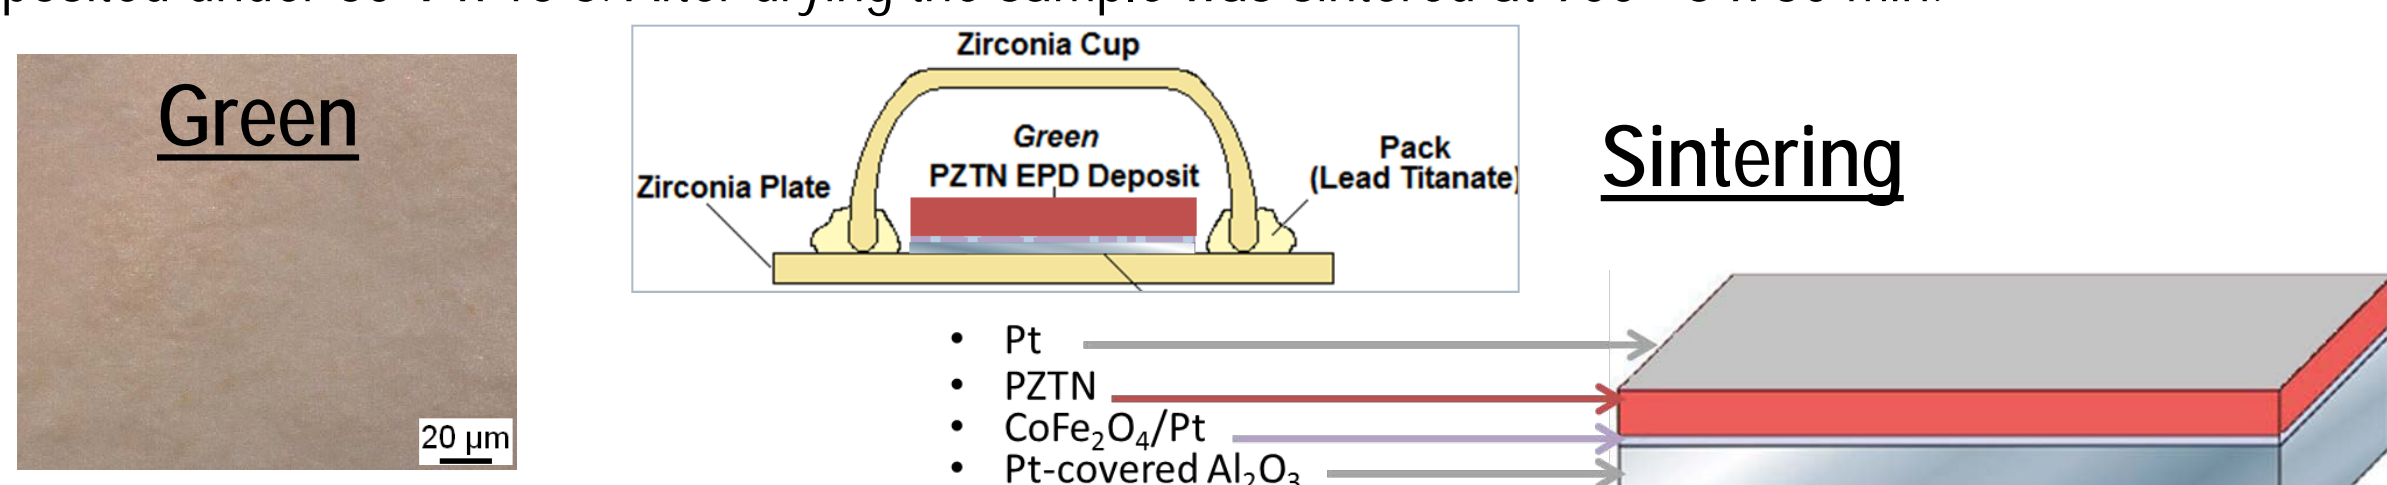 Green
20 µm
Zirconia Cup
Green
PZTN EPD Deposit
Zirconia Plate
Pack
(Lead Titanate)
Sintering
• Pt
• PZTN
• CoFe₂O₄/Pt
• Pt-covered Al₂O₃